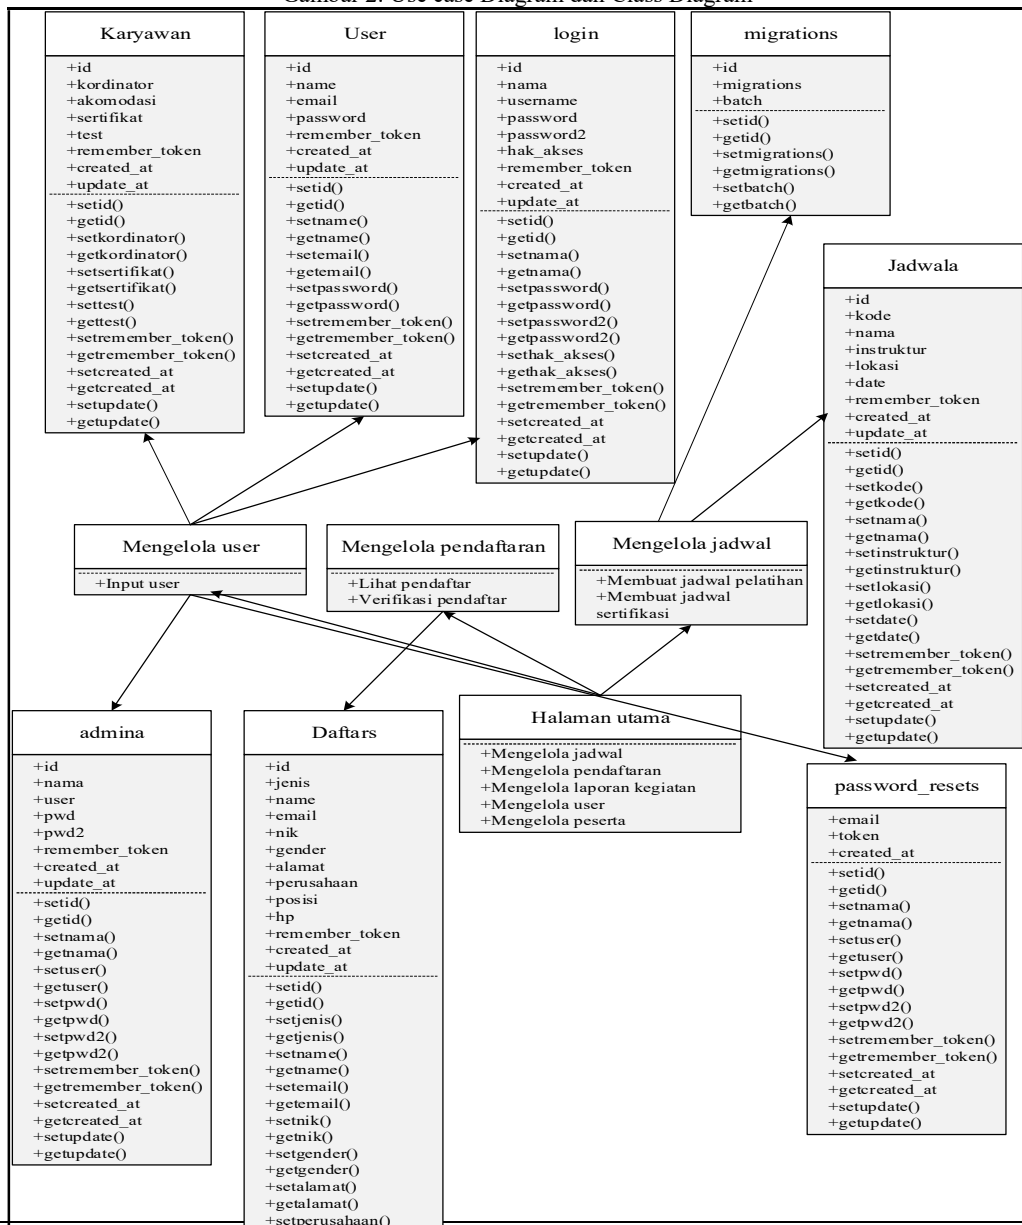 Gambar 2. Use case Diagram dan Class Diagram
Karyawan
+id
+kordinator
+akomodasi
+sertifikat
+test
+remember_token
+created_at
+update_at
+setid()
+getid()
+setkordinator()
+getkordinator()
+setsertifikat()
+getsertifikat()
+settest()
+gettest()
+setremember_token()
+getremember_token()
+setcreated_at
+getcreated_at
+setupdate()
+getupdate()
User
+id
+name
+email
+password
+remember_token
+created_at
+update_at
+setid()
+getid()
+setname()
+getname()
+setemail()
+getemail()
+setpassword()
+getpassword()
+setremember_token()
+getremember_token()
+setcreated_at
+getcreated_at
+setupdate()
+getupdate()
login
+id
+nama
+username
+password
+password2
+hak_akses
+remember_token
+created_at
+update_at
+setid()
+getid()
+setnama()
+getnama()
+setpassword()
+getpassword()
+setpassword2()
+getpassword2()
+sethak_akses()
+gethak_akses()
+setremember_token()
+getremember_token()
+setcreated_at
+getcreated_at
+setupdate()
+getupdate()
migrations
+id
+migrations
+batch
+setid()
+getid()
+setmigrations()
+getmigrations()
+setbatch()
+getbatch()
Jadwala
+id
+kode
+nama
+instruktur
+lokasi
+date
+remember_token
+created_at
+update_at
+setid()
+getid()
+setkode()
+getkode()
+setnama()
+getnama()
+setinstruktur()
+getinstruktur()
+setlokasi()
+getlokasi()
+setdate()
+getdate()
+setremember_token()
+getremember_token()
+setcreated_at
+getcreated_at
+setupdate()
+getupdate()
Mengelola user
+Input user
Mengelola pendaftaran
+Lihat pendaftar
+Verifikasi pendaftar
Mengelola jadwal
+Membuat jadwal pelatihan
+Membuat jadwal
sertifikasi
admina
+id
+nama
+user
+pwd
+pwd2
+remember_token
+created_at
+update_at
+setid()
+getid()
+setnama()
+getnama()
+setuser()
+getuser()
+setpwd()
+getpwd()
+setpwd2()
+getpwd2()
+setremember_token()
+getremember_token()
+setcreated_at
+getcreated_at
+setupdate()
+getupdate()
Daftars
+id
+jenis
+name
+email
+nik
+gender
+alamat
+perusahaan
+posisi
+hp
+remember_token
+created_at
+update_at
+setid()
+getid()
+setjenis()
+getjenis()
+setname()
+getname()
+setemail()
+getemail()
+setnik()
+getnik()
+setgender()
+getgender()
+setalamat()
+getalamat()
+setperusahaan()
Halaman utama
+Mengelola jadwal
+Mengelola pendaftaran
+Mengelola laporan kegiatan
+Mengelola user
+Mengelola peserta
password_resets
+email
+token
+created_at
+setid()
+getid()
+setnama()
+getnama()
+setuser()
+getuser()
+setpwd()
+getpwd()
+setpwd2()
+getpwd2()
+setremember_token()
+getremember_token()
+setcreated_at
+getcreated_at
+setupdate()
+getupdate()